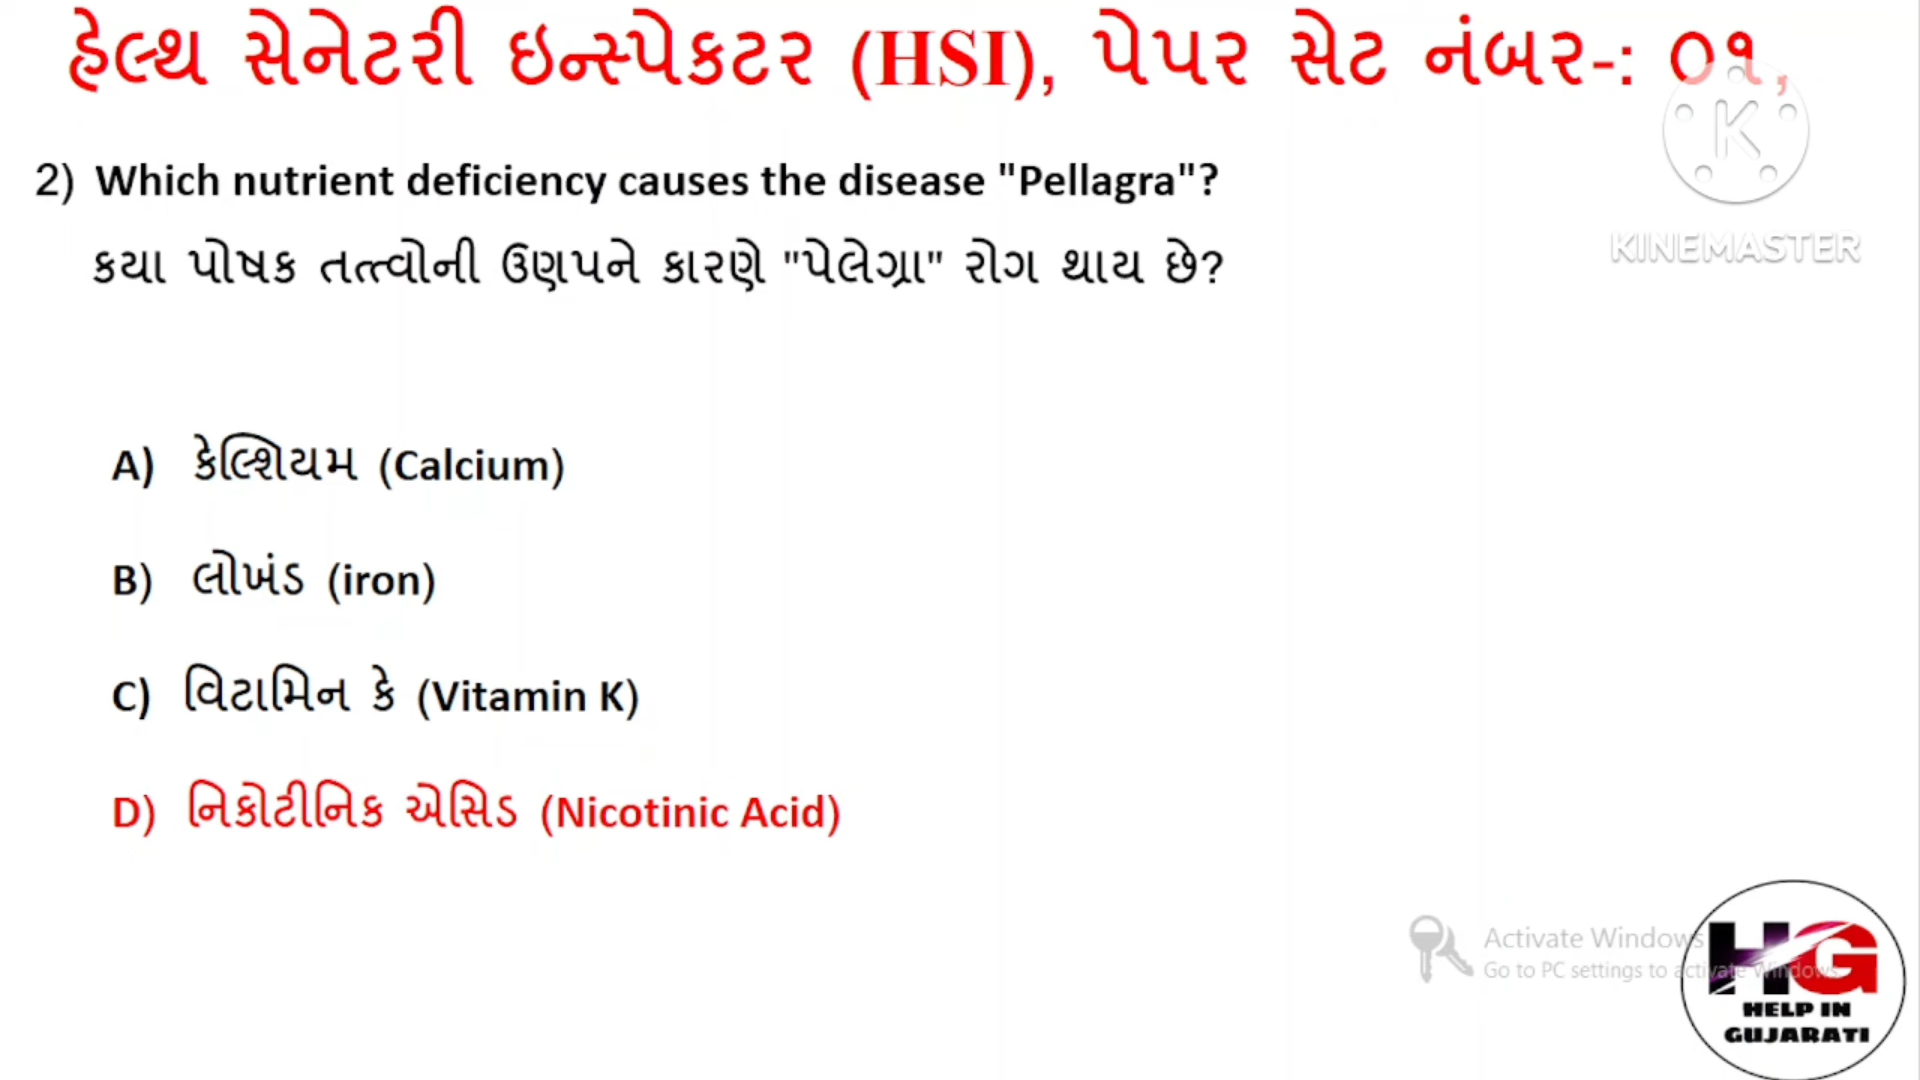 હેલ્થ સેનેટરી ઇન્સ્પેકટર (HSI), પેપર સેટ નંબર-: ૦૧,
K
KINEMASTER
2) Which nutrient deficiency causes the disease "Pellagra"?
કયા પોષક તત્ત્વોની ઉણપને કારણે "પેલેગ્રા" રોગ થાય છે?
A) કેલ્શિયમ (Calcium)
B) લોખંડ (iron)
C) વિટામિન કે (Vitamin K)
D) નિકોટીનિક એસિડ (Nicotinic Acid)
Activate Windows
Go to PC settings to activate Windows.
HG
HELP IN
GUJARATI